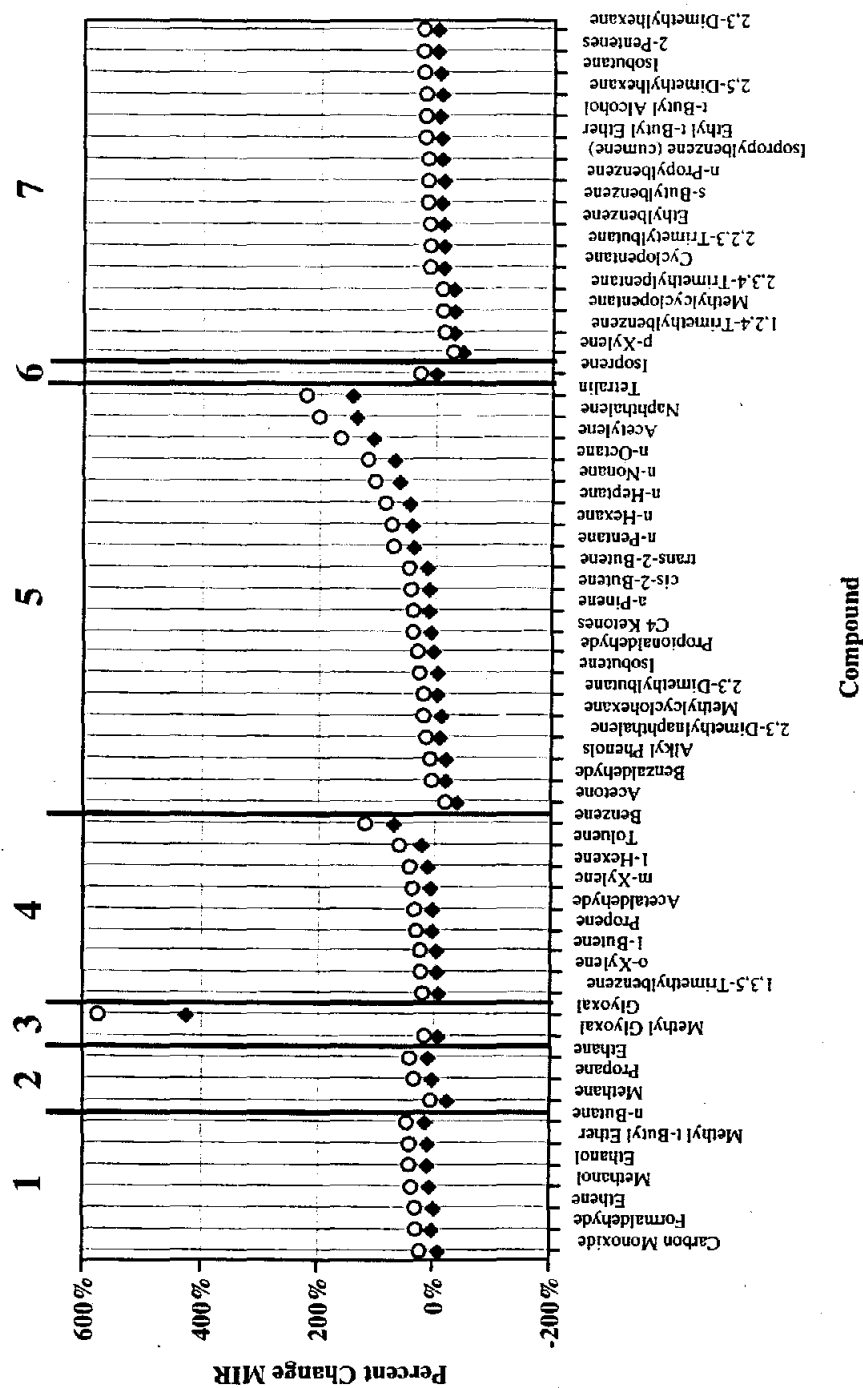 1
2
3
4
5
6
7
600%
400%
200%
0%
-200%
Percent Change MIR
Carbon Monoxide
Formaldehyde
Ethene
Methanol
Ethanol
Methyl t-Butyl Ether
n-Butane
Methane
Propane
Ethane
Methyl Glyoxal
Glyoxal
1,3,5-Trimethylbenzene
o-Xylene
1-Butene
Propene
Acetaldehyde
m-Xylene
1-Hexene
Toluene
Benzene
Acetone
Benzaldehyde
Alkyl Phenols
2,3-Dimethylnaphthalene
Methylcyclohexane
2,3-Dimethylbutane
Isobutene
Propionaldehyde
C4 Ketones
a-Pinene
cis-2-Butene
trans-2-Butene
n-Pentane
n-Hexane
n-Heptane
n-Nonane
n-Octane
Acetylene
Naphthalene
Tetralin
Isoprene
p-Xylene
1,2,4-Trimethylbenzene
Methylcyclopentane
2,3,4-Trimethylpentane
Cyclopentane
2,2,3-Trimetylbutane
Ethylbenzene
s-Butylbenzene
n-Propylbenzene
Isopropylbenzene (cumene)
Ethyl t-Butyl Ether
t-Butyl Alcohol
2,5-Dimethylhexane
Isobutane
2-Pentenes
2,3-Dimethylhexane
Compound